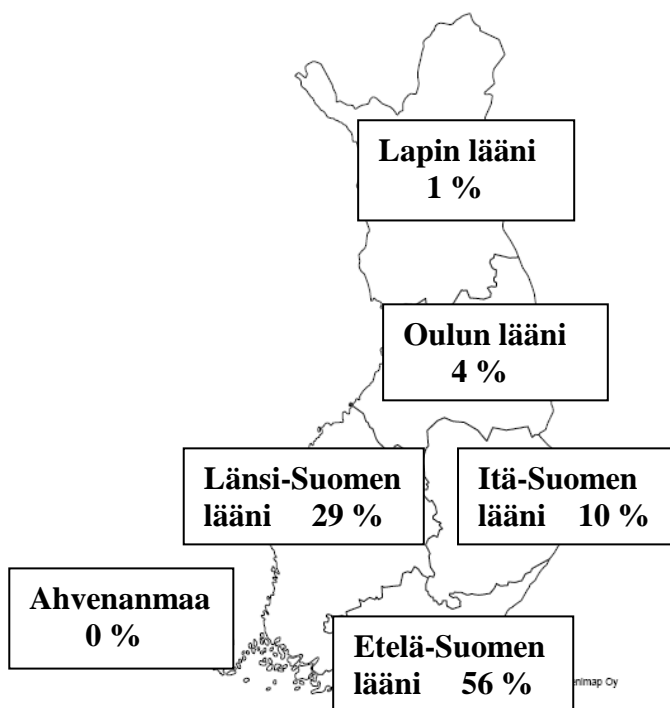 Lapin lääni
1 %
Oulun lääni
4 %
Länsi-Suomen
lääni 29 %
Itä-Suomen
lääni 10 %
Ahvenanmaa
0 %
Etelä-Suomen
lääni 56 %
Oy